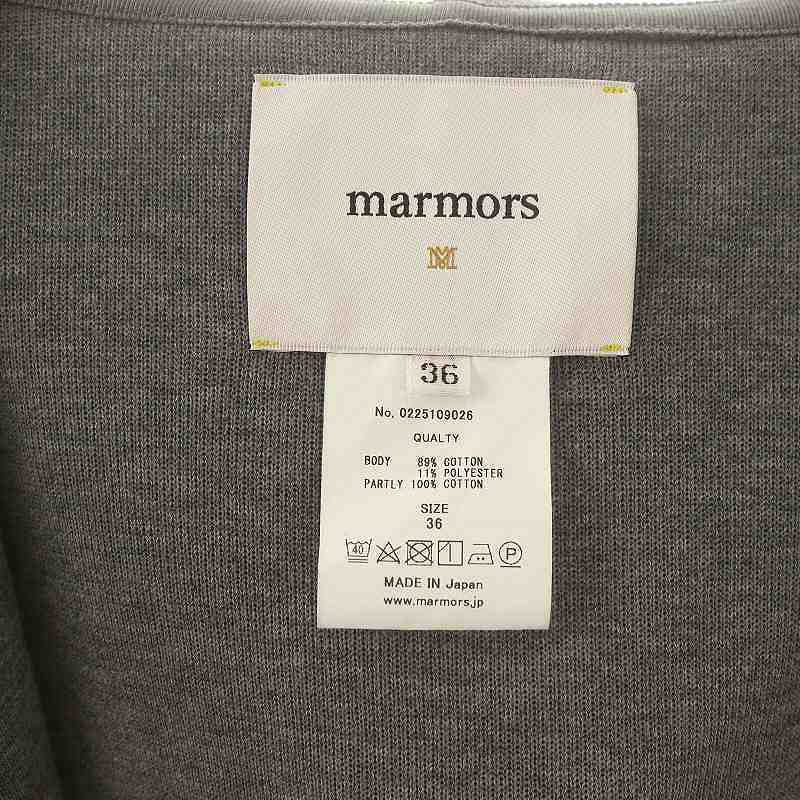 marmors
M
36
No. 0225109026
QUALTY
BODY 89% COTTON
11% POLYESTER
PARTLY 100% COTTON
SIZE
36
40 P
MADE IN Japan
www.marmors.jp